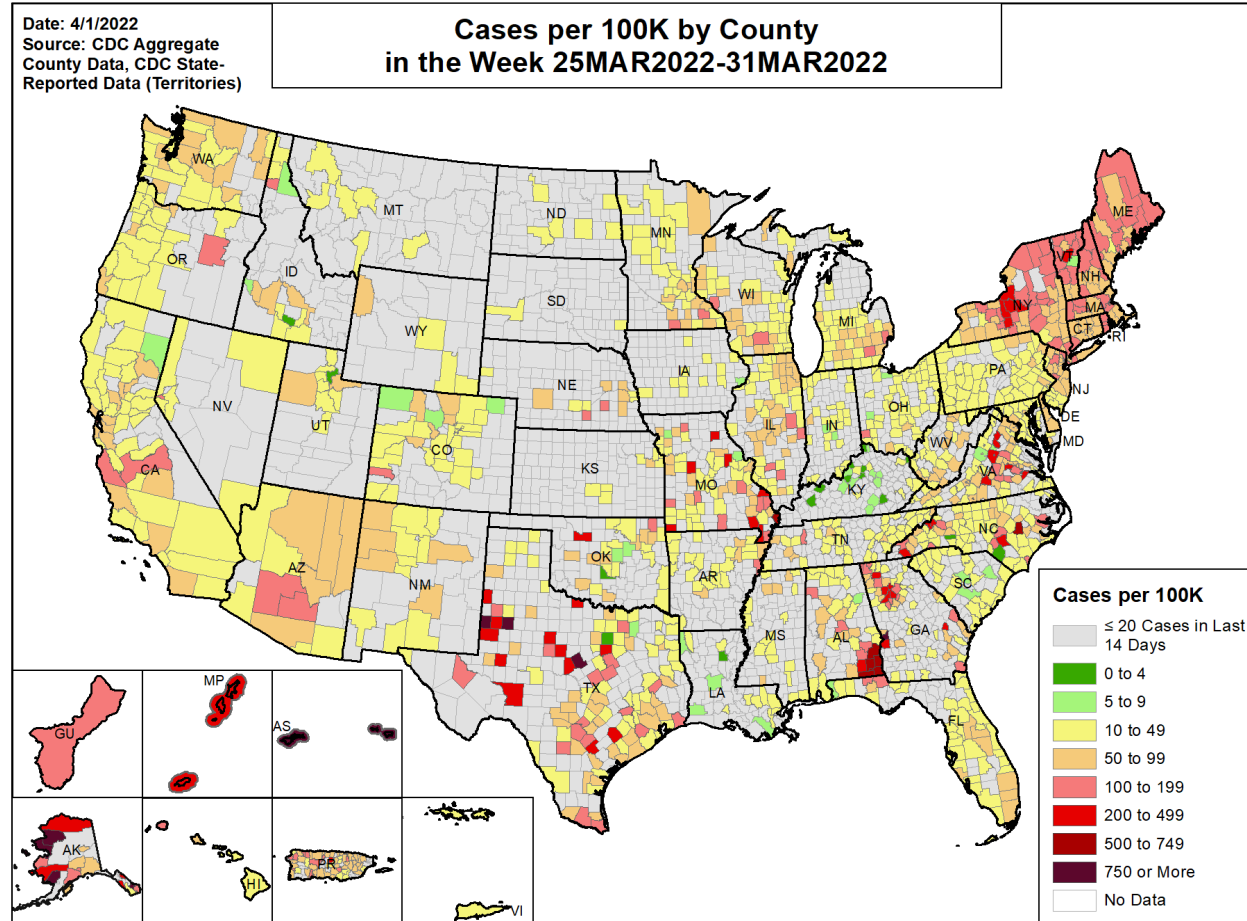 Date: 4/1/2022
Source: CDC Aggregate
County Data, CDC State-
Reported Data (Territories)
Cases per 100K by County
in the Week 25MAR2022-31MAR2022
WA
MT
ND
MN
ME
OR
ID
SD
WI
VT
NH
NY
MA
CT
RI
WY
MI
IA
PA
NJ
NE
NV
UT
CO
IL
IN
OH
DE
MD
WV
VA
CA
KS
MO
KY
NC
TN
AZ
NM
OK
AR
SC
MS
AL
GA
TX
LA
FL
GU
MP
AS
AK
HI
PR
VI
Cases per 100K
≤ 20 Cases in Last
14 Days
0 to 4
5 to 9
10 to 49
50 to 99
100 to 199
200 to 499
500 to 749
750 or More
No Data